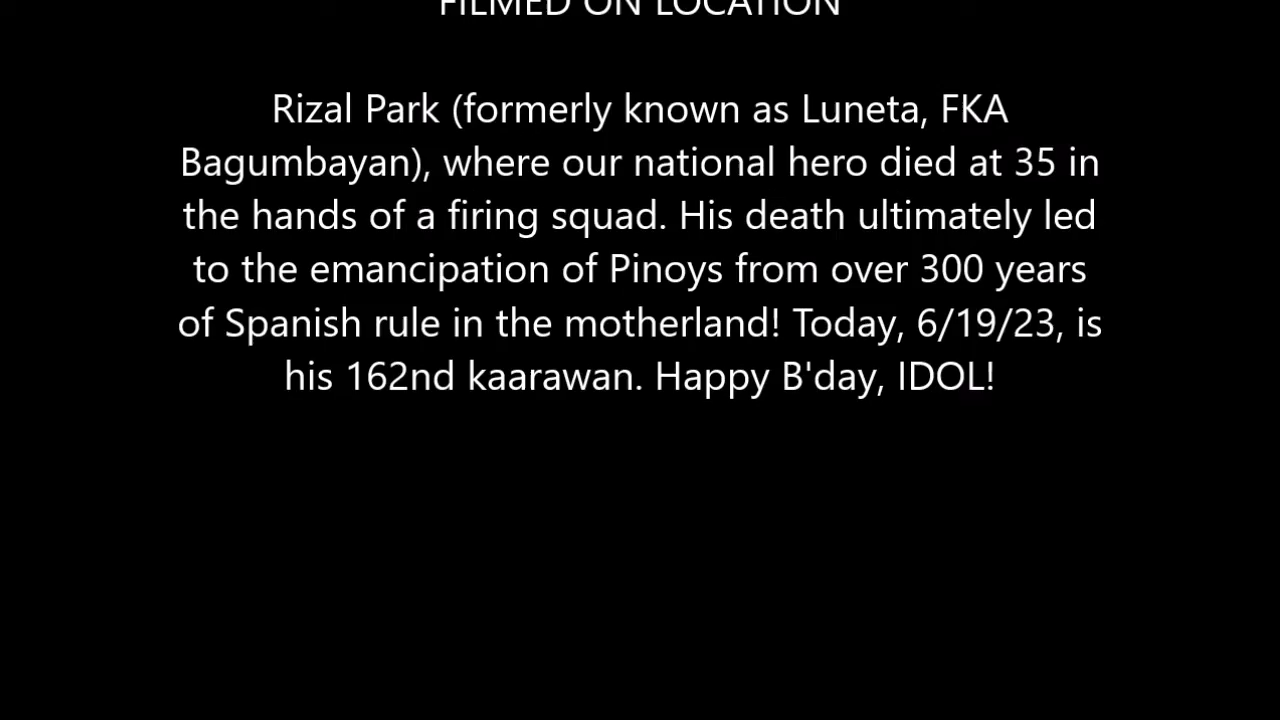 FILMED ON LOCATION
Rizal Park (formerly known as Luneta, FKA
Bagumbayan), where our national hero died at 35 in
the hands of a firing squad. His death ultimately led
to the emancipation of Pinoys from over 300 years
of Spanish rule in the motherland! Today, 6/19/23, is
his 162nd kaarawan. Happy B'day, IDOL!